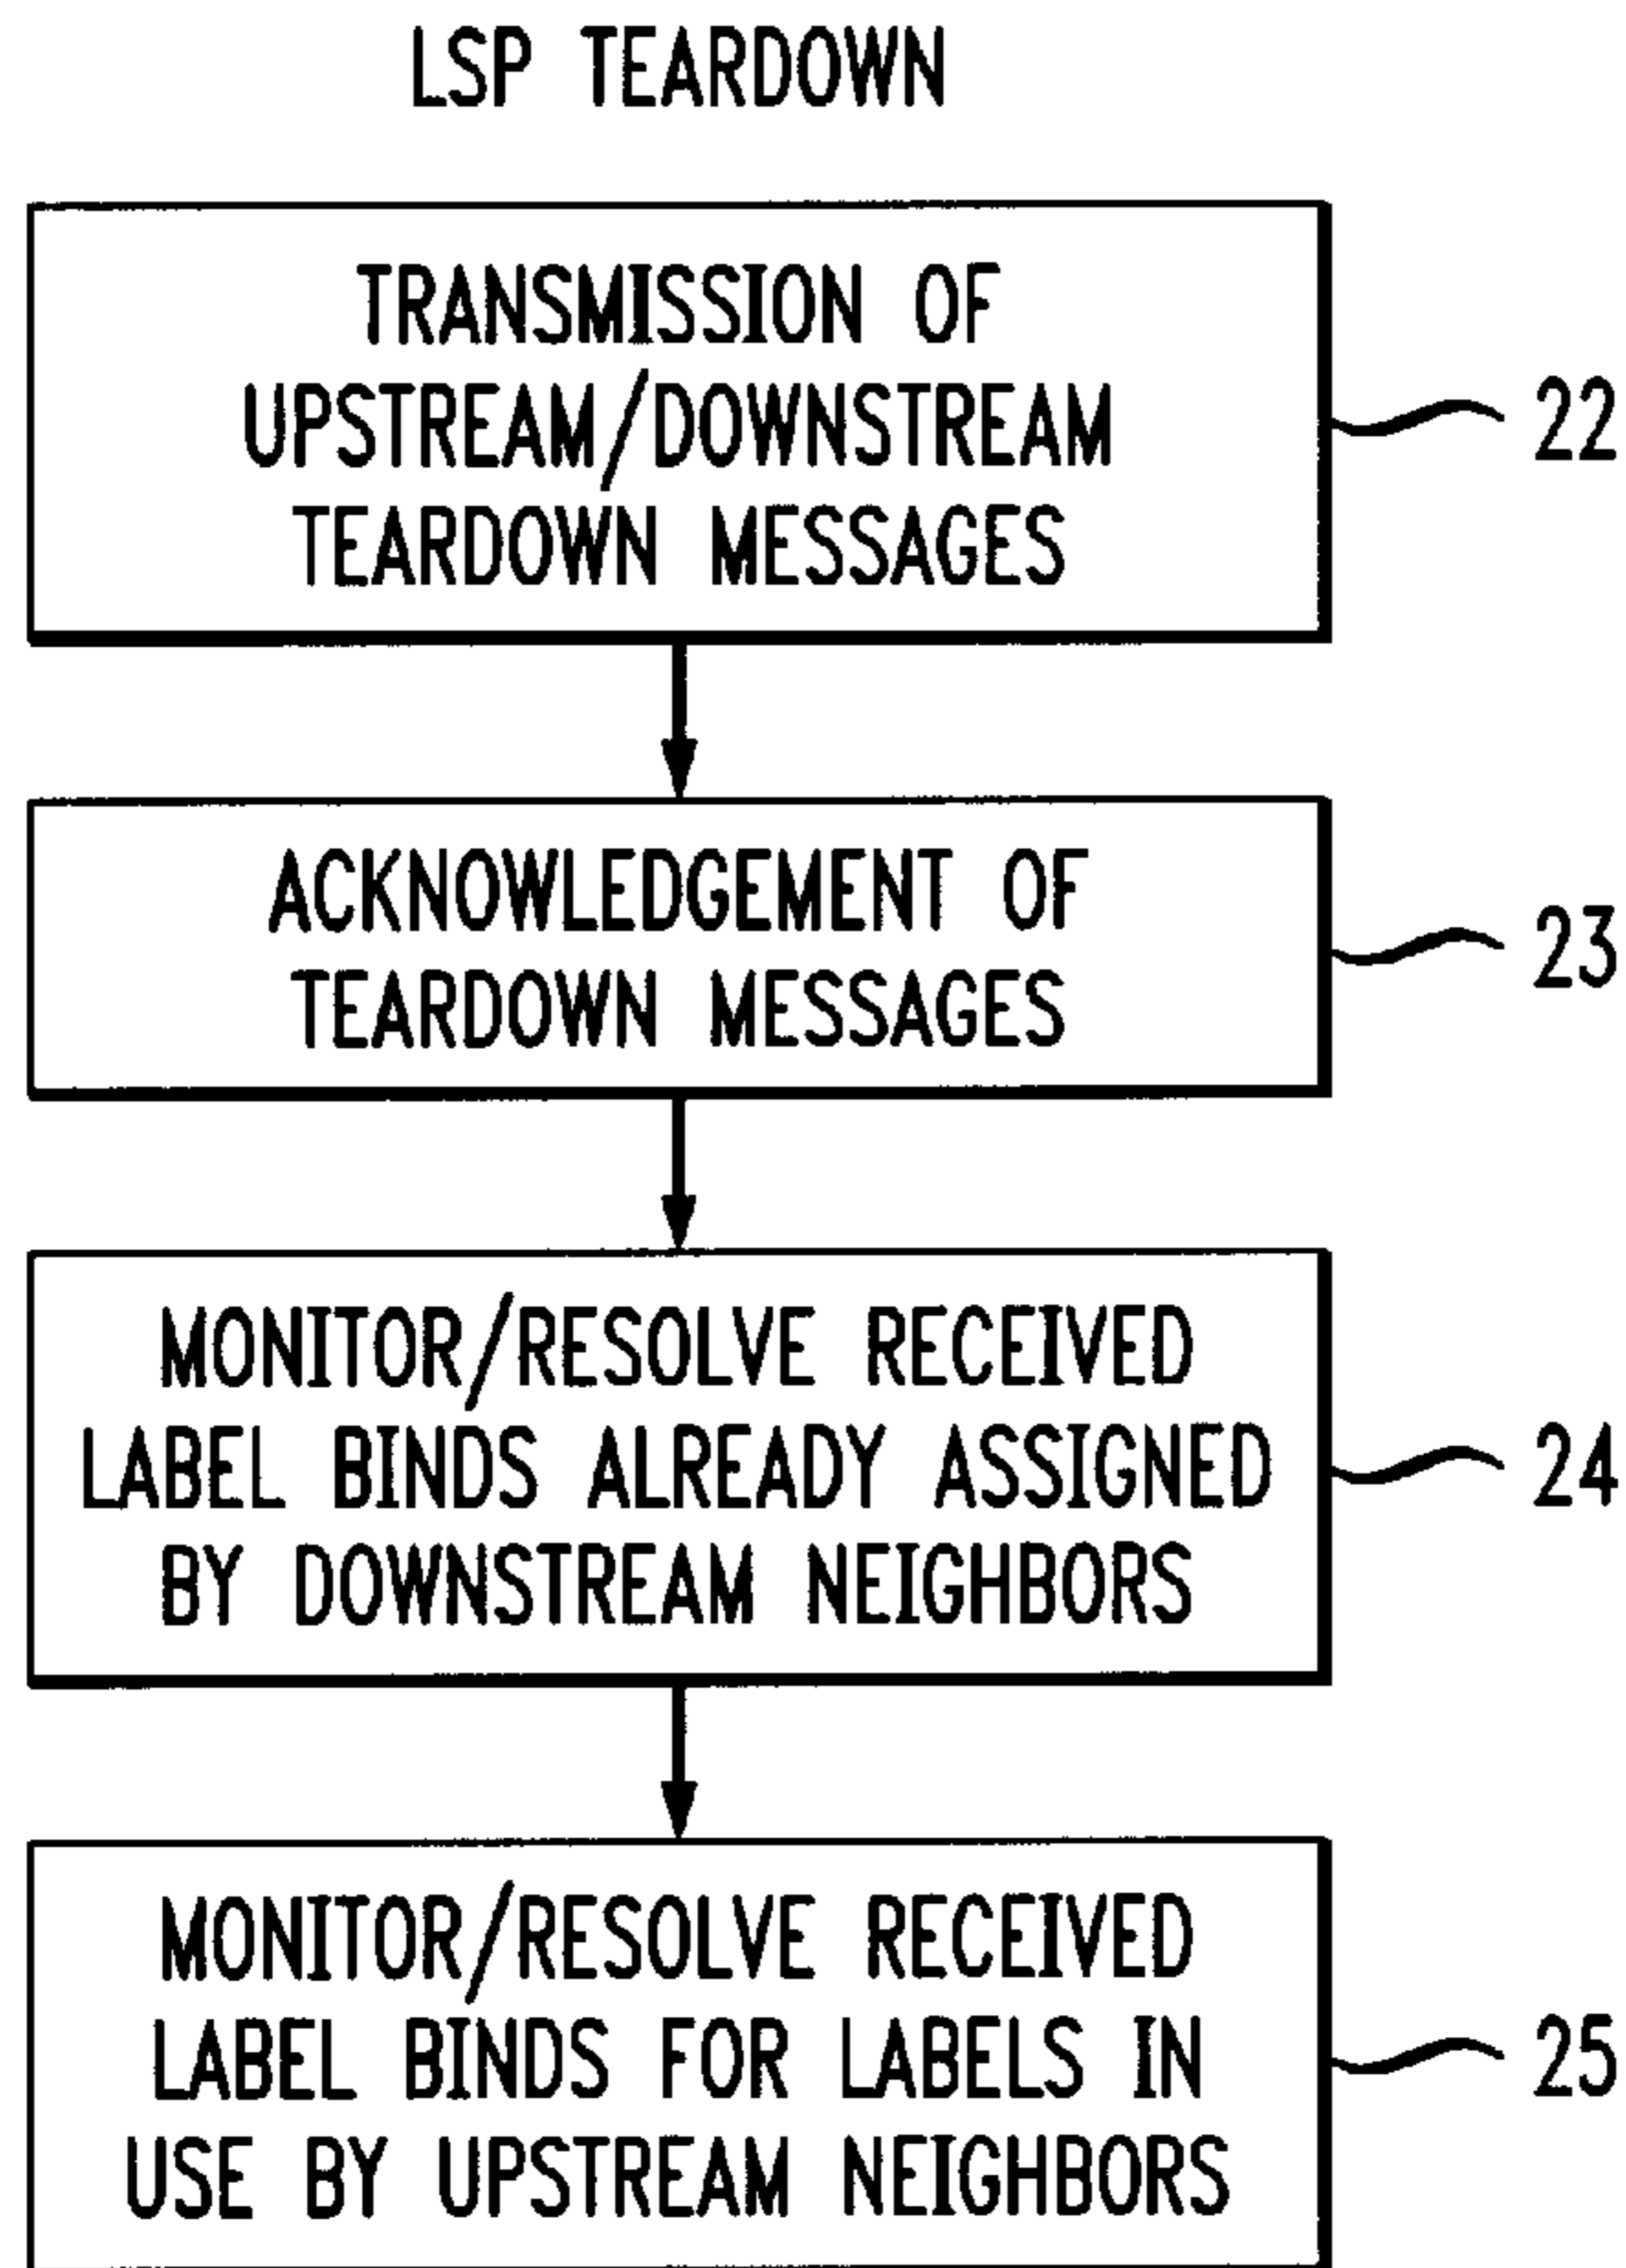 LSP TEARDOWN
TRANSMISSION OF
UPSTREAM/DOWNSTREAM
TEARDOWN MESSAGES
22
ACKNOWLEDGEMENT OF
TEARDOWN MESSAGES
23
MONITOR/RESOLVE RECEIVED
LABEL BINDS ALREADY ASSIGNED
BY DOWNSTREAM NEIGHBORS
24
MONITOR/RESOLVE RECEIVED
LABEL BINDS FOR LABELS IN
USE BY UPSTREAM NEIGHBORS
25